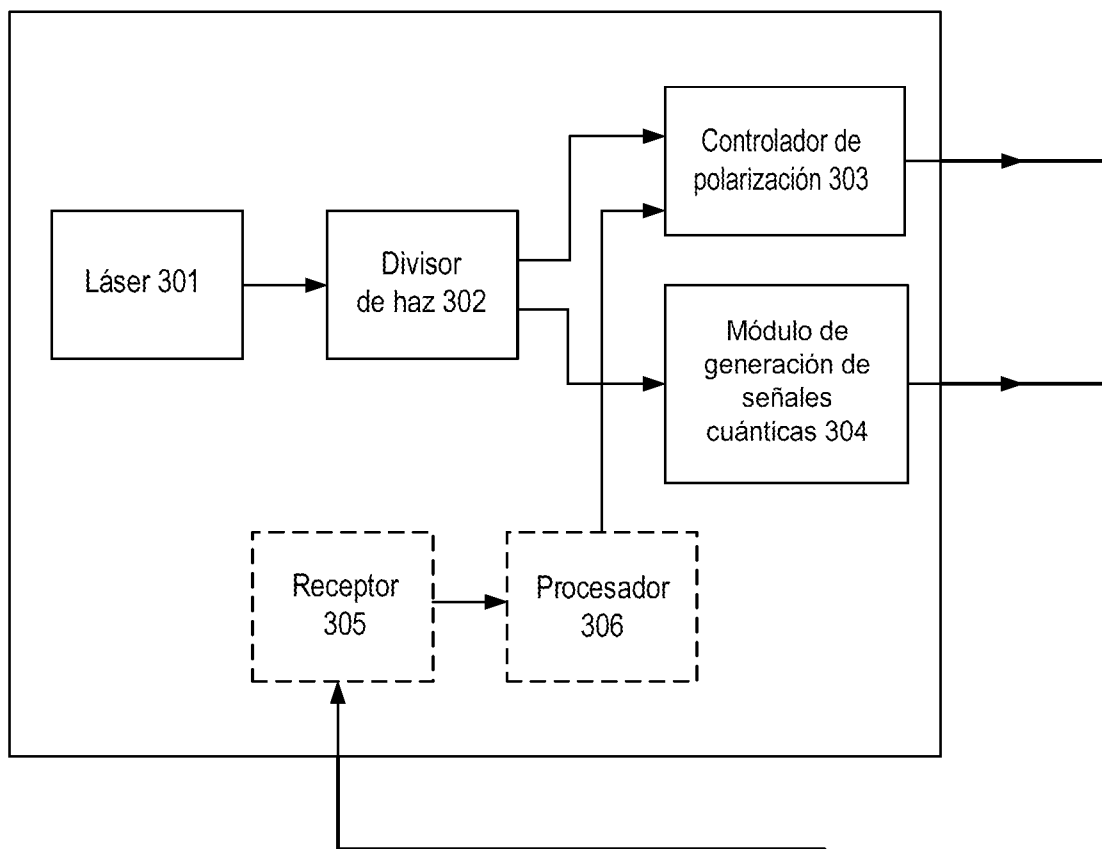 Controlador de
polarización 303
Láser 301
Divisor
de haz 302
Módulo de
generación de
señales
cuánticas 304
Receptor
305
Procesador
306